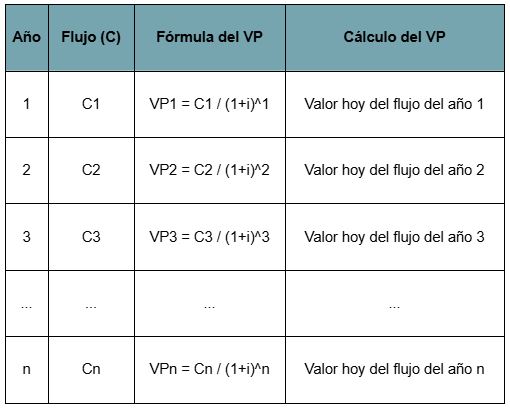 Año Flujo (C) Fórmula del VP Cálculo del VP
1 C1 VP1 = C1 / (1+i)^1 Valor hoy del flujo del año 1
2 C2 VP2 = C2 / (1+i)^2 Valor hoy del flujo del año 2
3 C3 VP3 = C3 / (1+i)^3 Valor hoy del flujo del año 3
... ... ... ...
n Cn VPn = Cn / (1+i)^n Valor hoy del flujo del año n